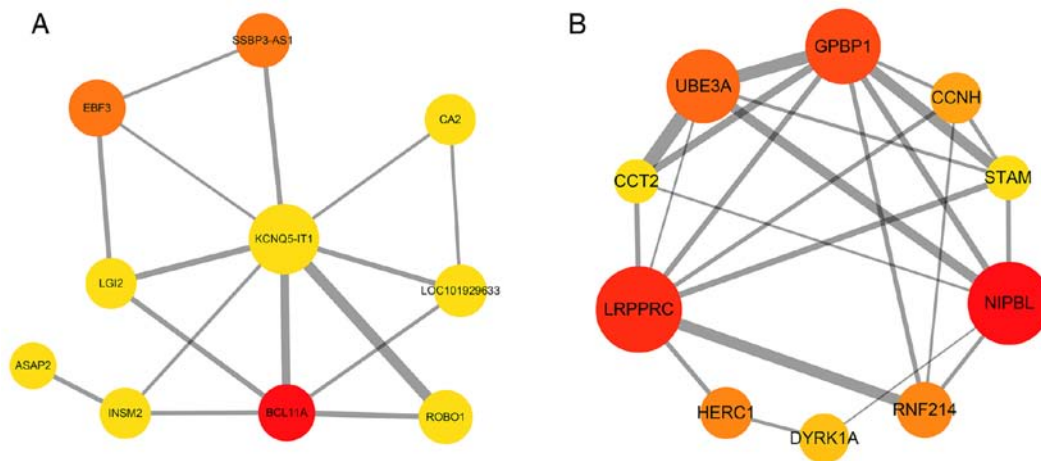 A
SSBP3-AS1
EBF3
CA2
KCNQ5-IT1
LGI2
LOC101929633
ASAP2
INSM2
BCL11A
ROBO1
B
GPBP1
UBE3A
CCNH
CCT2
STAM
LRPPRC
NIPBL
HERC1
RNF214
DYRK1A